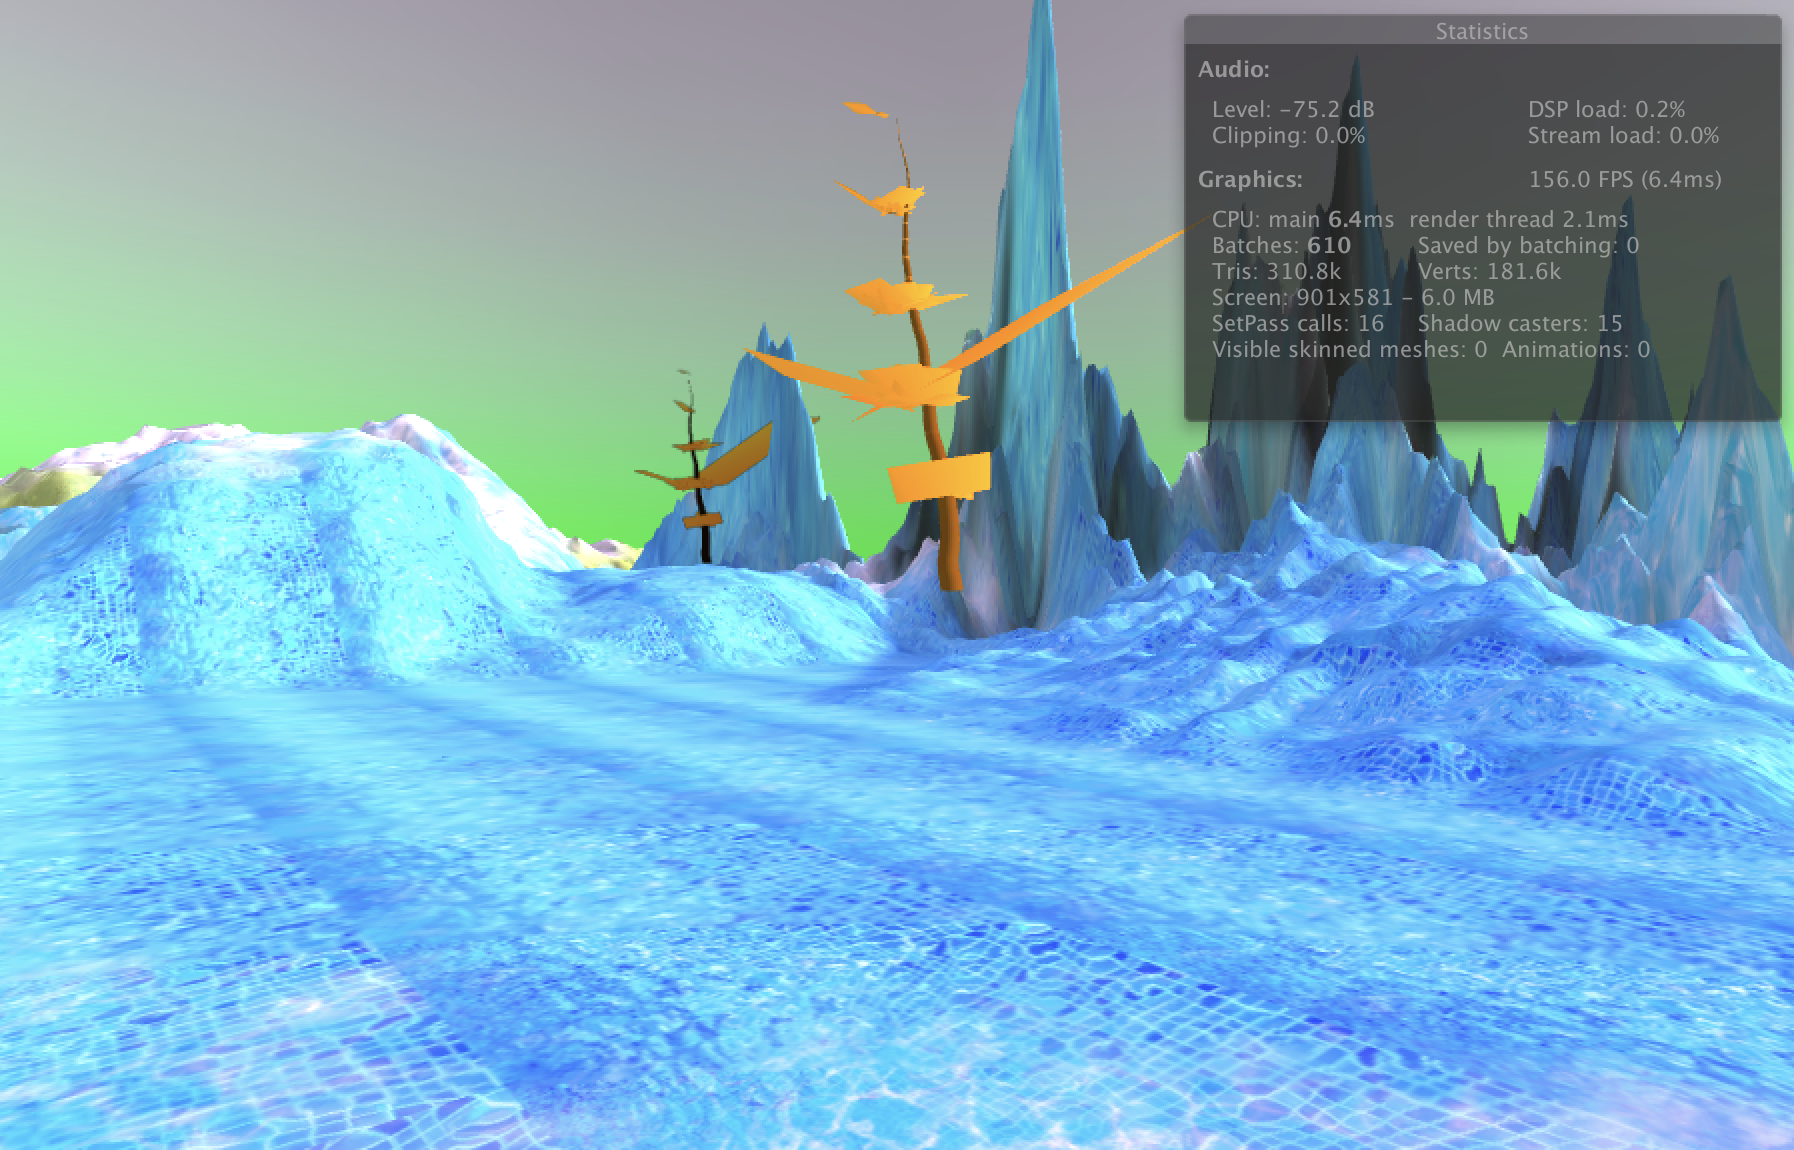 Statistics
Audio:
Level: -75.2 dB DSP load: 0.2%
Clipping: 0.0% Stream load: 0.0%
Graphics: 156.0 FPS (6.4ms)
CPU: main 6.4ms render thread 2.1ms
Batches: 610 Saved by batching: 0
Tris: 310.8k Verts: 181.6k
Screen: 901x581 - 6.0 MB
SetPass calls: 16 Shadow casters: 15
Visible skinned meshes: 0 Animations: 0